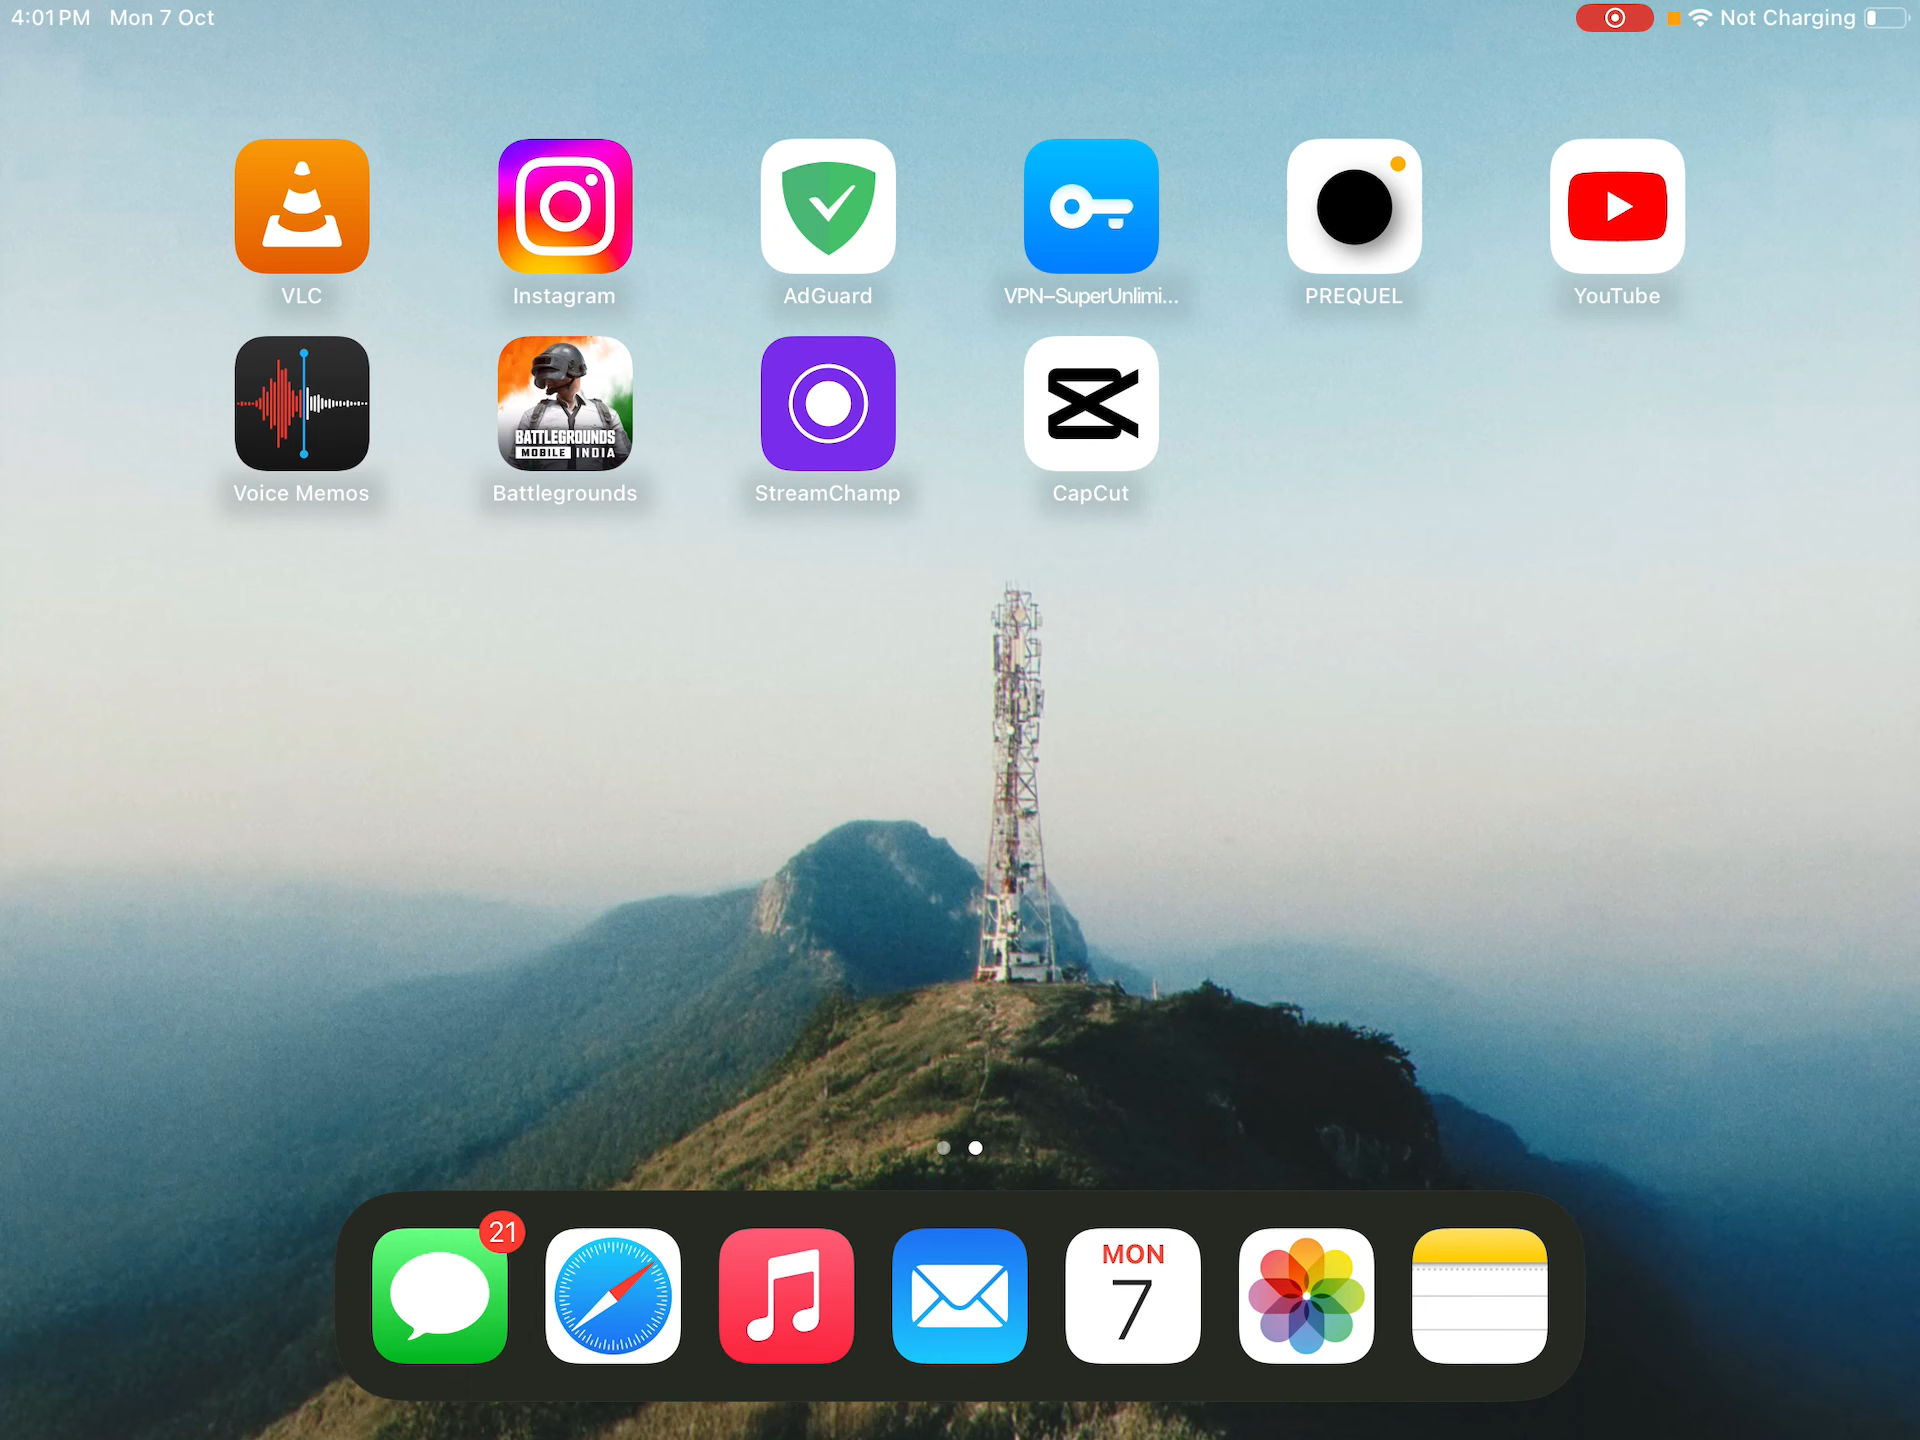 4:01 PM Mon 7 Oct
Not Charging
VLC
Instagram
AdGuard
VPN–SuperUnlimi...
PREQUEL
YouTube
BATTLEGROUNDS
MOBILE INDIA
Voice Memos
Battlegrounds
StreamChamp
CapCut
21
MON
7